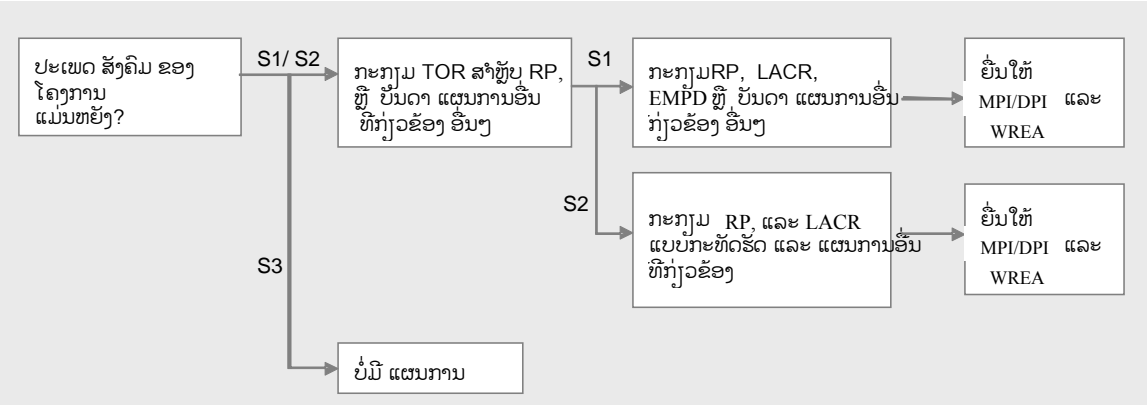 ປະເພດ ສັງຄົມ ຂອງ
ໂຄງການ
ແມ່ນຫຍັງ?
S1/ S2
ກະກຽມ TOR ສຳຫຼັບ RP,
ຫຼື ບັນດາ ແຜນການອື່ນ
ທີ່ກ່ຽວຂ້ອງ ອື່ນໆ
S1
ກະກຽມRP, LACR,
EMPD ຫຼື ບັນດາ ແຜນການອື່ນ
ກ່ຽວຂ້ອງ ອື່ນໆ
ຍື່ນໃຫ້
MPI/DPI ແລະ
WREA
S2
ກະກຽມ RP, ແລະ LACR
ແບບກະທັດຮັດ ແລະ ແຜນການອື່ນ
ທີ່ກ່ຽວຂ້ອງ
ຍື່ນໃຫ້
MPI/DPI ແລະ
WREA
S3
ບໍ່ມີ ແຜນການ